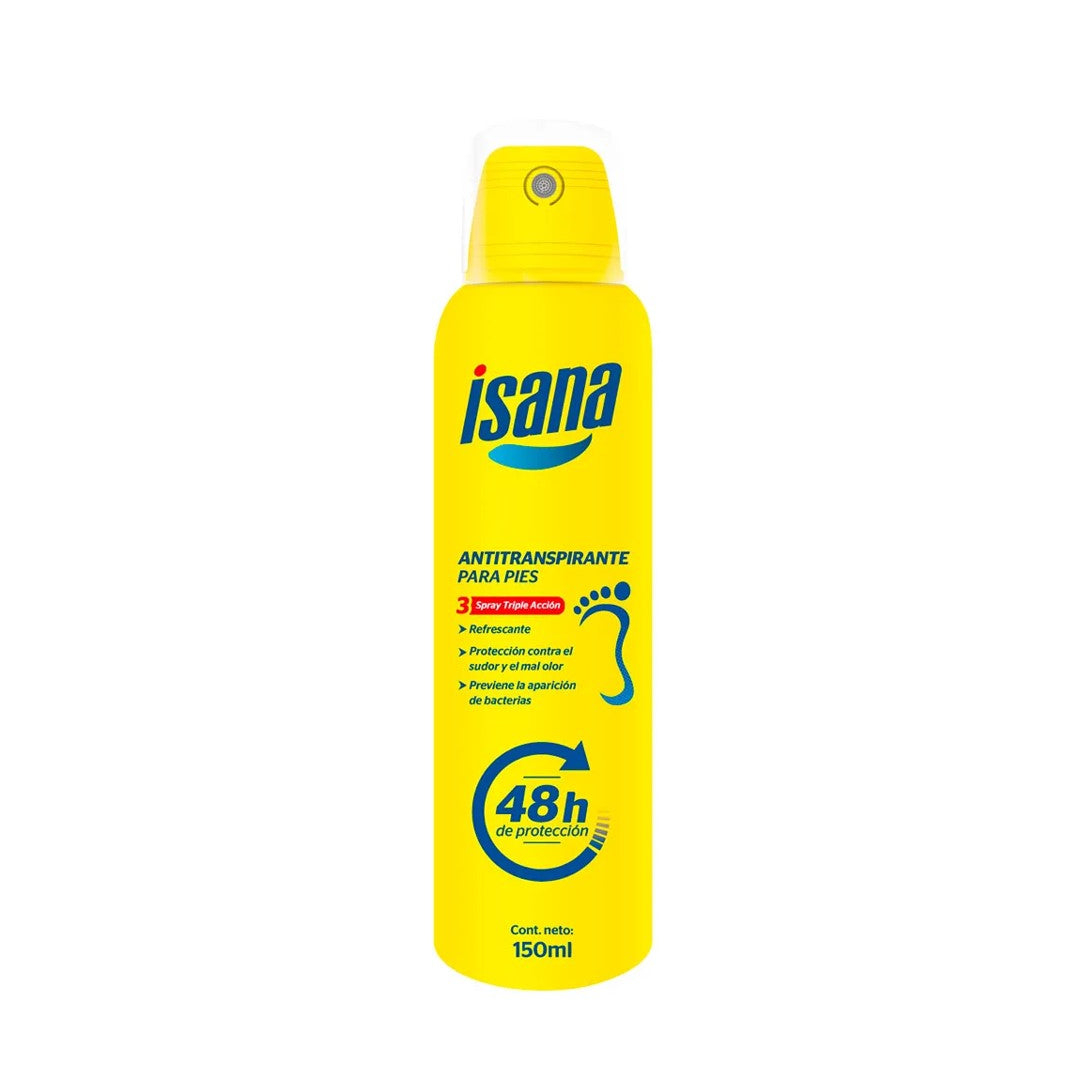 isana
ANTITRANSPIRANTE
PARA PIES
3 Spray Triple Acción
Refrescante
Protección contra el
sudor y el mal olor
Previene la aparición
de bacterias
48h
de protección
Cont. neto:
150ml